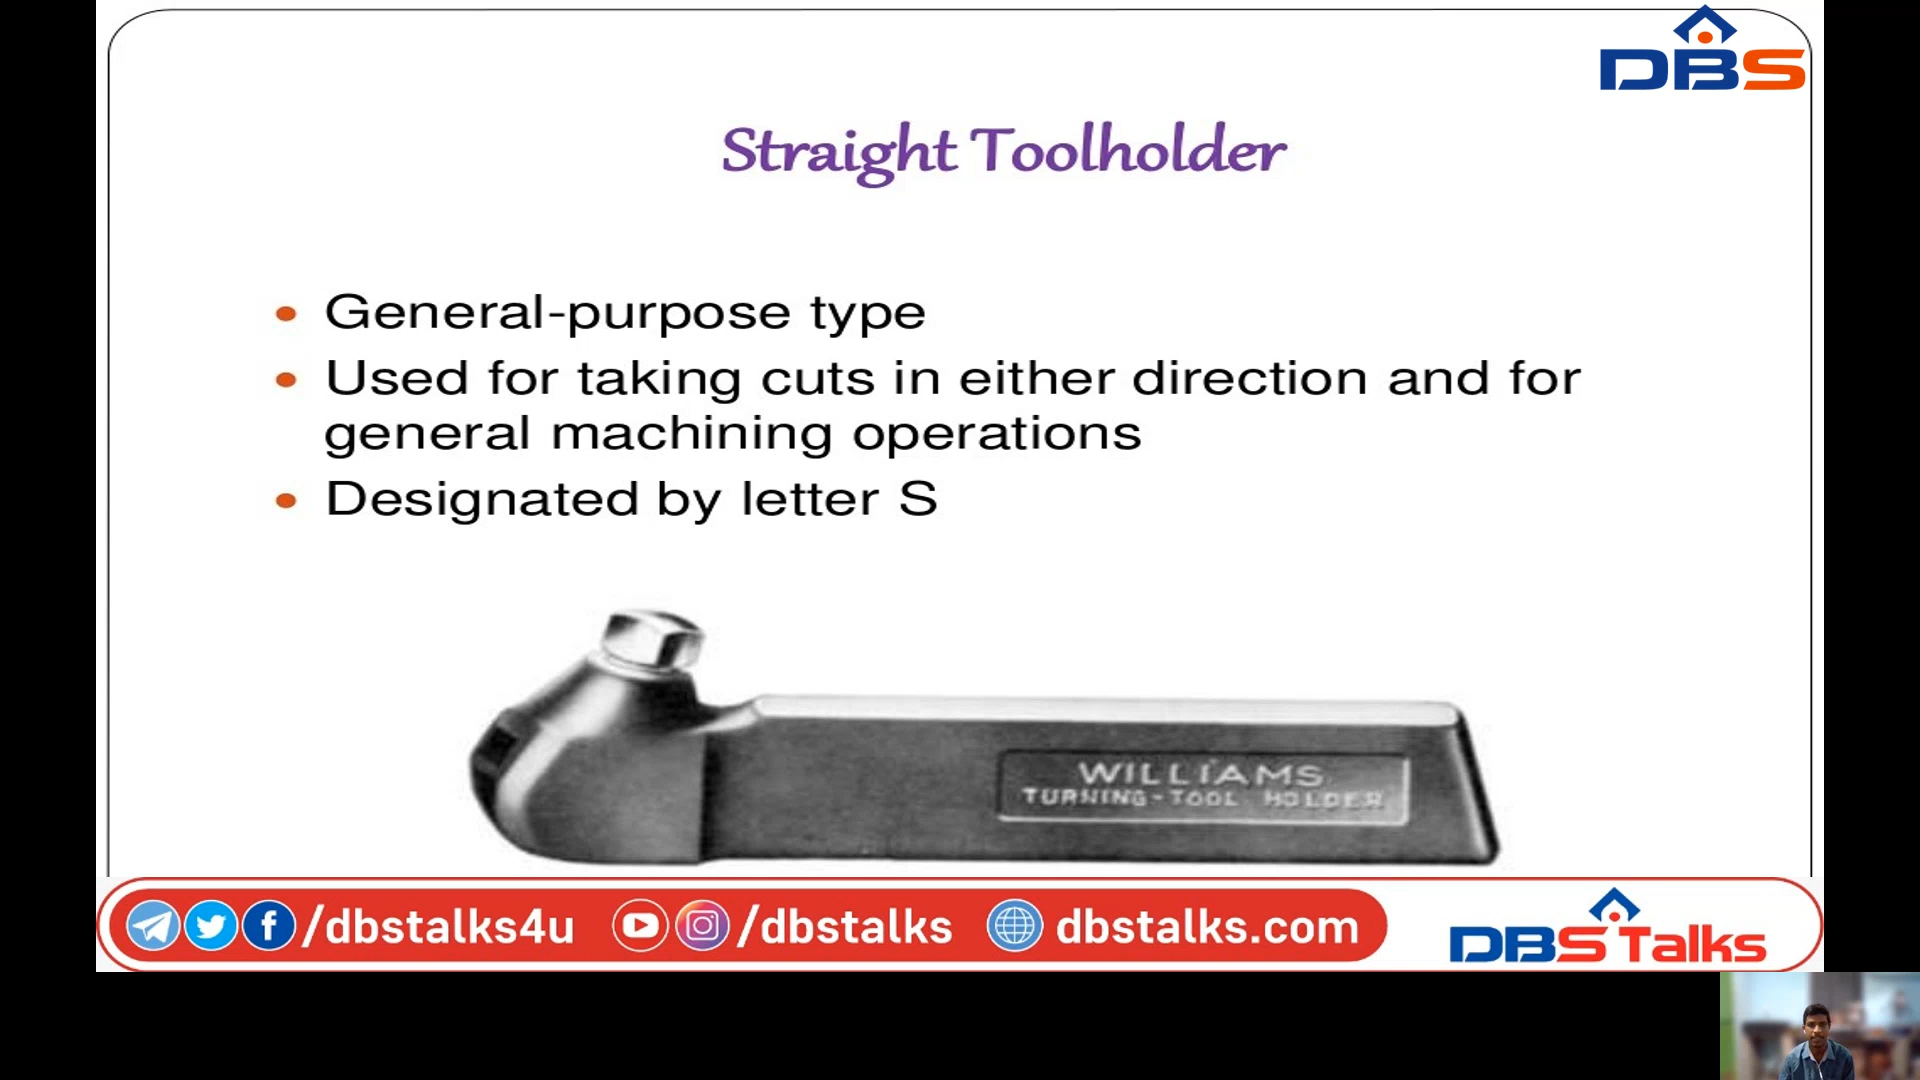 DBS
Straight Toolholder
• General-purpose type
• Used for taking cuts in either direction and for
general machining operations
• Designated by letter S
WILLIAMS
TURNING-TOOL HOLDER
/dbstalks4u /dbstalks dbstalks.com
DBS Talks